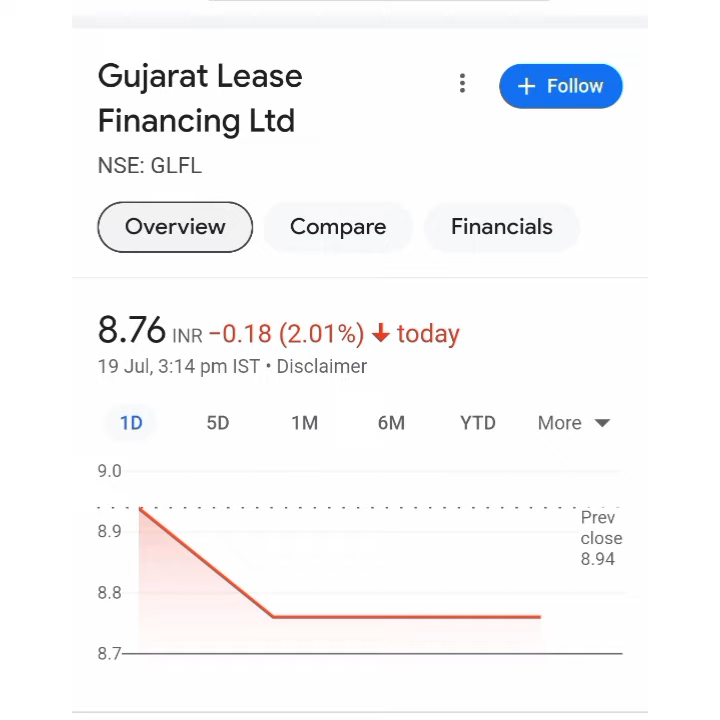 Gujarat Lease
Financing Ltd
+ Follow
NSE: GLFL
Overview Compare Financials
8.76 INR −0.18 (2.01%) ↓ today
19 Jul, 3:14 pm IST • Disclaimer
1D 5D 1M 6M YTD More
9.0
8.9
8.8
8.7
Prev
close
8.94